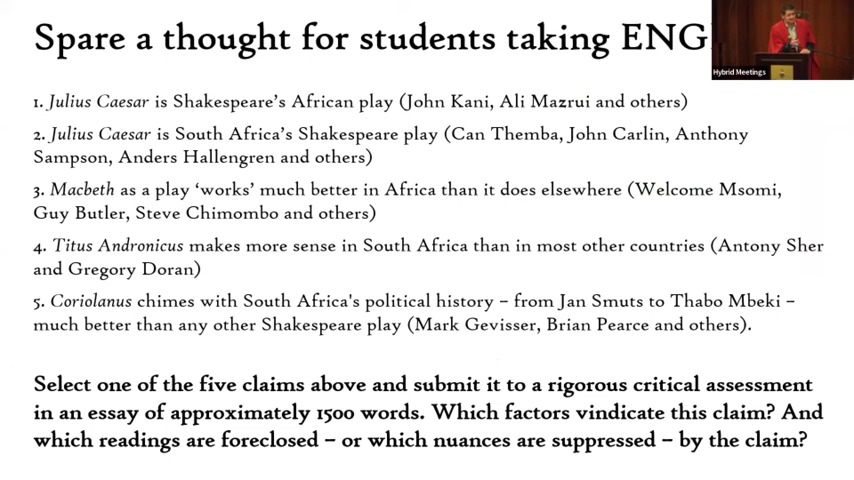 Spare a thought for students taking ENG
Hybrid Meetings
1. Julius Caesar is Shakespeare's African play (John Kani, Ali Mazrui and others)
2. Julius Caesar is South Africa's Shakespeare play (Can Themba, John Carlin, Anthony
Sampson, Anders Hallengren and others)
3. Macbeth as a play ‘works’ much better in Africa than it does elsewhere (Welcome Msomi,
Guy Butler, Steve Chimombo and others)
4. Titus Andronicus makes more sense in South Africa than in most other countries (Antony Sher
and Gregory Doran)
5. Coriolanus chimes with South Africa's political history – from Jan Smuts to Thabo Mbeki –
much better than any other Shakespeare play (Mark Gevisser, Brian Pearce and others).
Select one of the five claims above and submit it to a rigorous critical assessment
in an essay of approximately 1500 words. Which factors vindicate this claim? And
which readings are foreclosed – or which nuances are suppressed – by the claim?